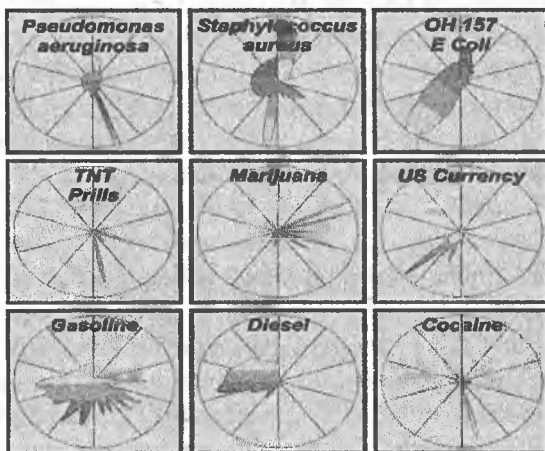 Pseudomonas
aeruginosa
Staphylococcus
aureus
OH 157
E Coli
TNT
Prills
Marijuana
US Currency
Gasoline
Diesel
Cocaine